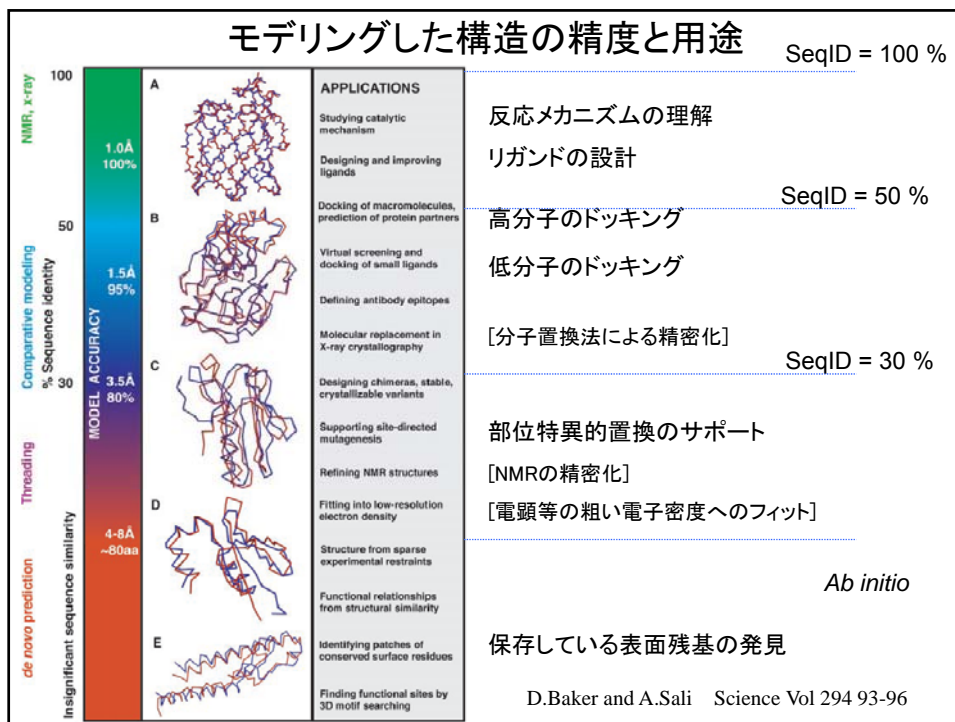 モデリングした構造の精度と用途
SeqID = 100 %
NMR, x-ray
Comparative modeling
Threading
de novo prediction
100
50
30
% Sequence identity
Insignificant sequence similarity
MODEL ACCURACY
1.0Å
100%
1.5Å
95%
3.5Å
80%
4-8Å
~80aa
A
B
C
D
E
APPLICATIONS
Studying catalytic
mechanism
Designing and improving
ligands
Docking of macromolecules,
prediction of protein partners
Virtual screening and
docking of small ligands
Defining antibody epitopes
Molecular replacement in
X-ray crystallography
Designing chimeras, stable,
crystallizable variants
Supporting site-directed
mutagenesis
Refining NMR structures
Fitting into low-resolution
electron density
Structure from sparse
experimental restraints
Functional relationships
from structural similarity
Identifying patches of
conserved surface residues
Finding functional sites by
3D motif searching
反応メカニズムの理解
リガンドの設計
SeqID = 50 %
高分子のドッキング
低分子のドッキング
[分子置換法による精密化]
SeqID = 30 %
部位特異的置換のサポート
[NMRの精密化]
[電顕等の粗い電子密度へのフィット]
Ab initio
保存している表面残基の発見
D.Baker and A.Sali Science Vol 294 93-96